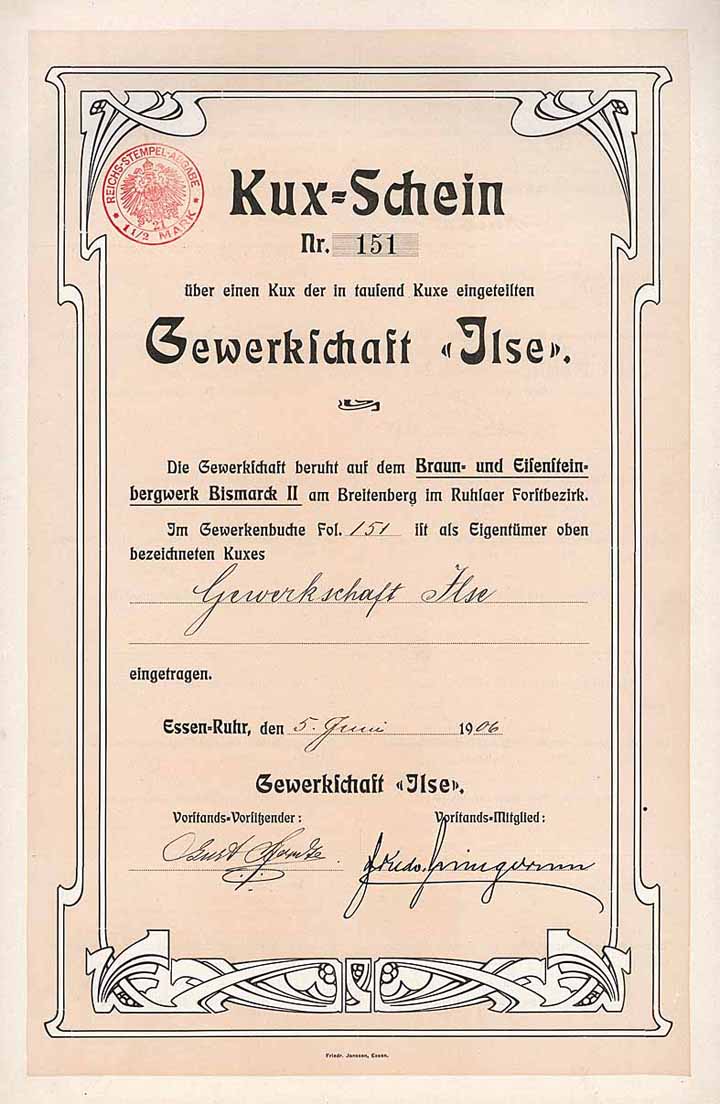 REICHS-STEMPEL-ABGABE
21
1 1/2 MARK
Kux=Schein
Nr. 151
über einen Kux der in tauſend Kuxe eingeteilten
Gewerkſchaft «Ilse».
Die Gewerkſchaft beruht auf dem Braun- und Eiſenſtein-
bergwerk Bismarck II am Breitenberg im Ruhlaer Forſtbezirk.
Im Gewerkenbuche Fol. 151 iſt als Eigentümer oben
bezeichneten Kuxes
Gewerkschaft Ilse
eingetragen.
Essen-Ruhr, den 5. Juni 1906
Gewerkſchaft «Ilse».
Vorſtands-Vorſitzender: Vorſtands-Mitglied:
Friedr. Janssen, Essen.